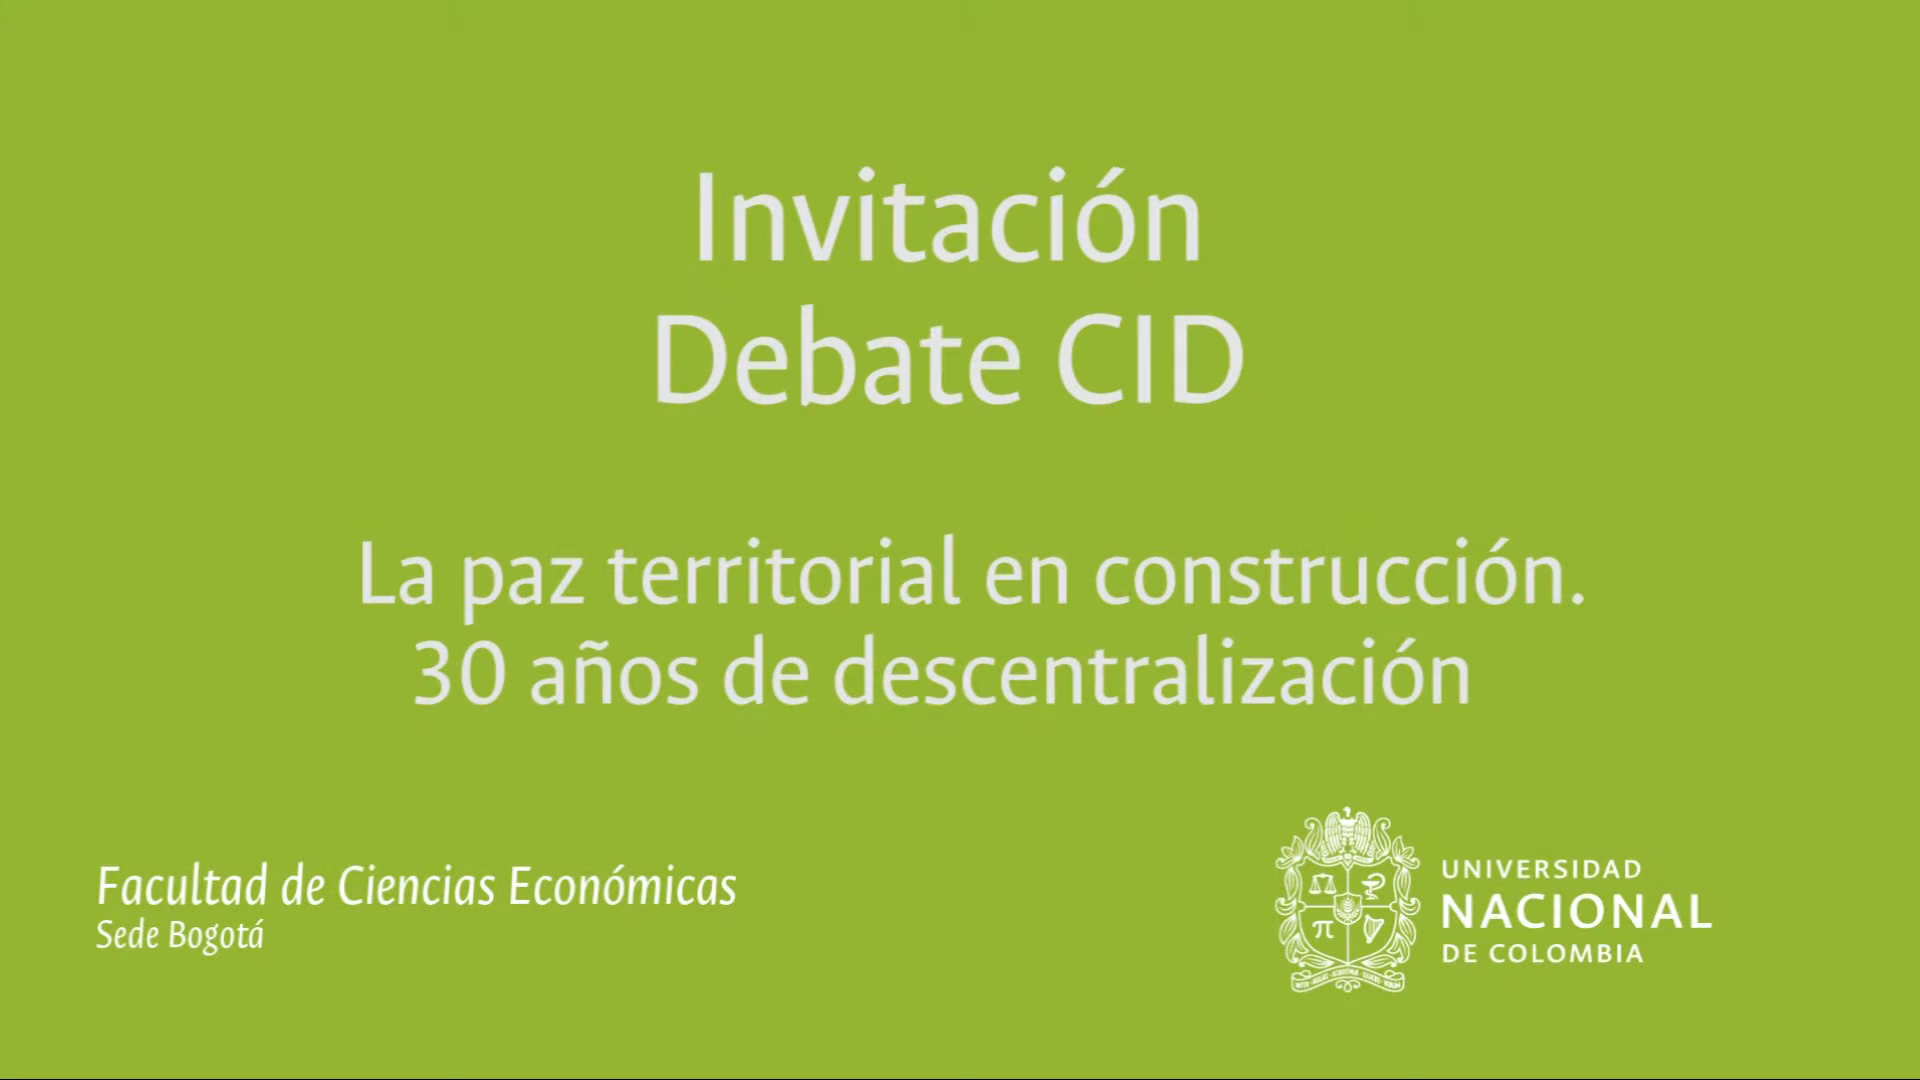 Invitación
Debate CID
La paz territorial en construcción.
30 años de descentralización
Facultad de Ciencias Económicas
Sede Bogotá
UNIVERSIDAD
NACIONAL
DE COLOMBIA